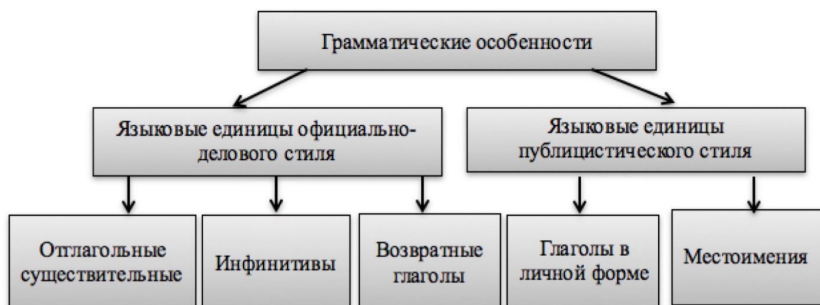 Грамматические особенности
Языковые единицы официально-
делового стиля
Языковые единицы
публицистического стиля
Отглагольные
существительные
Инфинитивы
Возвратные
глаголы
Глаголы в
личной форме
Местоимения